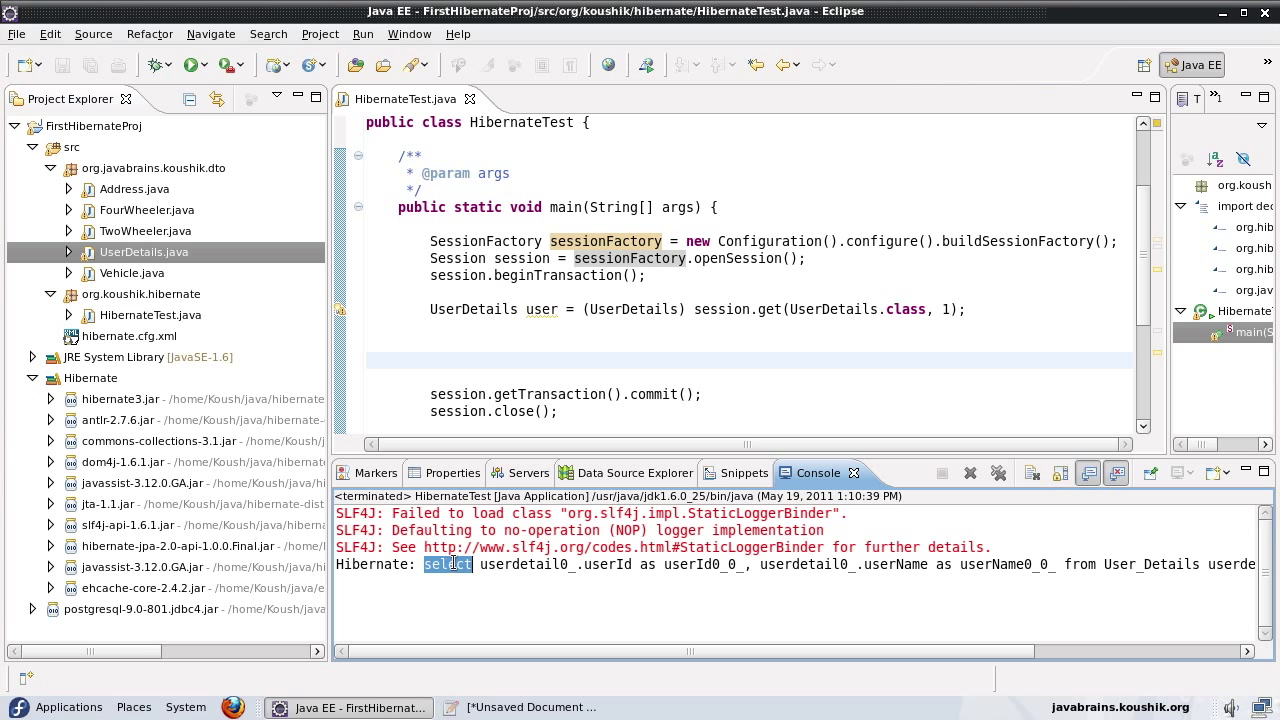 Java EE - FirstHibernateProj/src/org/koushik/hibernate/HibernateTest.java - Eclipse
File Edit Source Refactor Navigate Search Project Run Window Help
Java EE
Project Explorer
FirstHibernateProj
src
org.javabrains.koushik.dto
Address.java
FourWheeler.java
TwoWheeler.java
UserDetails.java
Vehicle.java
org.koushik.hibernate
HibernateTest.java
hibernate.cfg.xml
JRE System Library [JavaSE-1.6]
Hibernate
hibernate3.jar - /home/Koush/java/hibernate
antlr-2.7.6.jar - /home/Koush/java/hibernate-
commons-collections-3.1.jar - /home/Koush/j
dom4j-1.6.1.jar - /home/Koush/java/hibernate
javassist-3.12.0.GA.jar - /home/Koush/java/h
jta-1.1.jar - /home/Koush/java/hibernate-dist
slf4j-api-1.6.1.jar - /home/Koush/java/hiberna
hibernate-jpa-2.0-api-1.0.0.Final.jar - /home/K
javassist-3.12.0.GA.jar - /home/Koush/java/h
ehcache-core-2.4.2.jar - /home/Koush/java/h
postgresql-9.0-801.jdbc4.jar - /home/Koush/java
HibernateTest.java
public class HibernateTest {
/**
* @param args
*/
public static void main(String[] args) {
SessionFactory sessionFactory = new Configuration().configure().buildSessionFactory();
Session session = sessionFactory.openSession();
session.beginTransaction();
UserDetails user = (UserDetails) session.get(UserDetails.class, 1);
session.getTransaction().commit();
session.close();
T
1
org.koush
import dec
org.hib
org.hib
org.hib
org.jav
Hibernate
main(S
Markers Properties Servers Data Source Explorer Snippets Console
<terminated> HibernateTest [Java Application] /usr/java/jdk1.6.0_25/bin/java (May 19, 2011 1:10:39 PM)
SLF4J: Failed to load class "org.slf4j.impl.StaticLoggerBinder".
SLF4J: Defaulting to no-operation (NOP) logger implementation
SLF4J: See http://www.slf4j.org/codes.html#StaticLoggerBinder for further details.
Hibernate: select userdetail0_.userId as userId0_0_, userdetail0_.userName as userName0_0_ from User_Details userde
Applications Places System Java EE - FirstHibernat... [*Unsaved Document ... javabrains.koushik.org